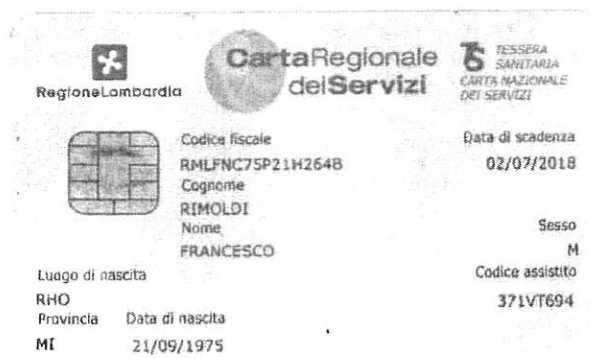 RegioneLombardia
CartaRegionale
deiServizi
TESSERA
SANITARIA
CARTA NAZIONALE
DEI SERVIZI
Codice fiscale
Data di scadenza
RMLFNC75P21H264B
02/07/2018
Cognome
RIMOLDI
Nome
Sesso
FRANCESCO
M
Luogo di nascita
Codice assistito
RHO
371VT694
Provincia Data di nascita
MI 21/09/1975